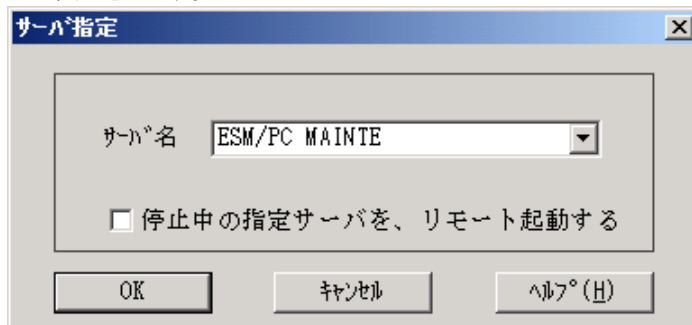 サーバ指定
ｻｰﾊﾞ名 ESM/PC MAINTE
停止中の指定サーバを、リモート起動する
OK ｷｬﾝｾﾙ ﾍﾙﾌﾟ(H)